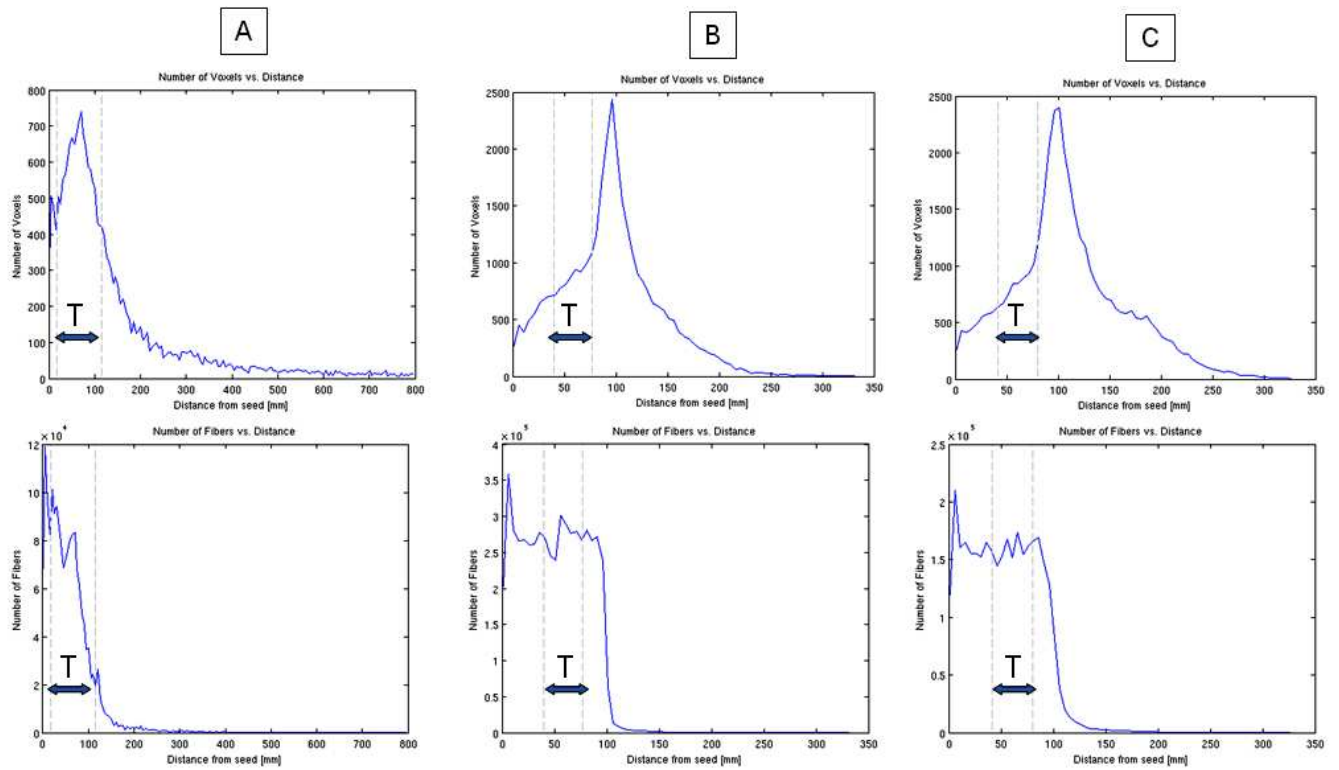 A
B
C
Number of Voxels vs. Distance
800
700
600
500
400
300
200
100
0
Number of Voxels
T
0 100 200 300 400 500 600 700 800
Distance from seed [mm]
Number of Voxels vs. Distance
2500
2000
1500
1000
500
0
Number of Voxels
T
0 50 100 150 200 250 300 350
Distance from seed [mm]
Number of Voxels vs. Distance
2500
2000
1500
1000
500
0
Number of Voxels
T
0 50 100 150 200 250 300 350
Distance from seed [mm]
Number of Fibers vs. Distance
× 10⁴
12
10
8
6
4
2
0
Number of Fibers
T
0 100 200 300 400 500 600 700 800
Distance from seed [mm]
Number of Fibers vs. Distance
× 10⁵
4
3.5
3
2.5
2
1.5
1
0.5
0
Number of Fibers
T
0 50 100 150 200 250 300 350
Distance from seed [mm]
Number of Fibers vs. Distance
× 10⁵
2.5
2
1.5
1
0.5
0
Number of Fibers
T
0 50 100 150 200 250 300 350
Distance from seed [mm]